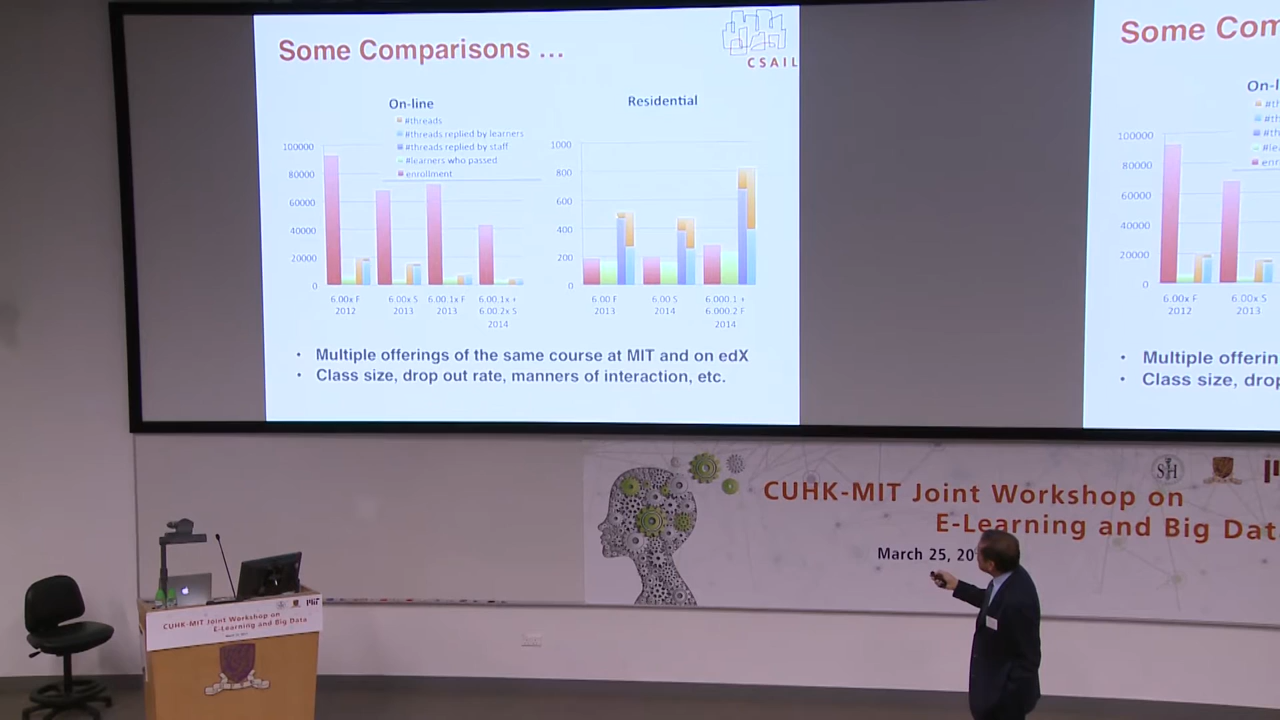 Some Comparisons ...
CSAIL
On-line
#threads
#threads replied by learners
#threads replied by staff
#learners who passed
enrollment
100000
80000
60000
40000
20000
0
6.00x F
2012
6.00x S
2013
6.00.1x F
2013
6.00.1x +
6.00.2x S
2014
Residential
1000
800
600
400
200
0
6.00 F
2013
6.00 S
2014
6.000.1 +
6.000.2 F
2014
• Multiple offerings of the same course at MIT and on edX
• Class size, drop out rate, manners of interaction, etc.
Some Com
On-l
#th
#th
#th
#le
enr
100000
80000
60000
40000
20000
0
6.00x F
2012
6.00x S
2013
• Multiple offerin
• Class size, drop
CUHK-MIT Joint Workshop on
E-Learning and Big Dat
March 25, 20
SH
CUHK-MIT Joint Workshop on
E-Learning and Big Data